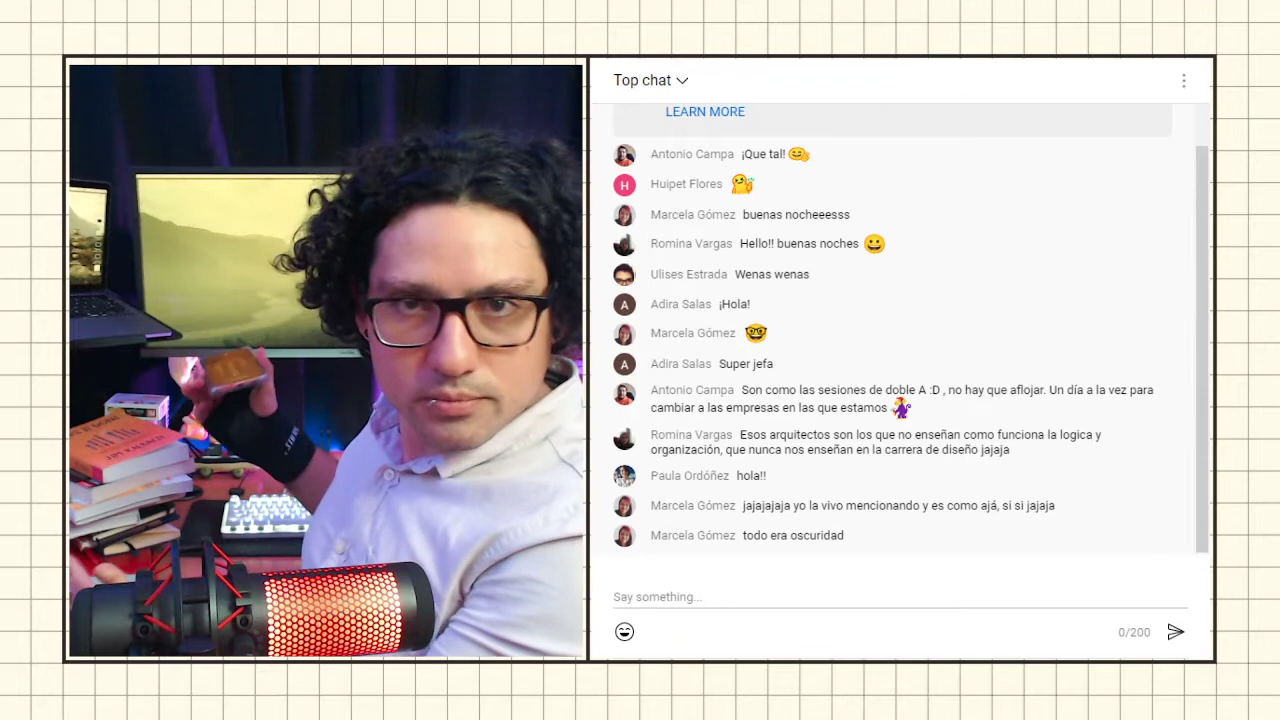 Top chat
LEARN MORE
Antonio Campa ¡Que tal!
H Huipet Flores
Marcela Gómez buenas nocheeesss
Romina Vargas Hello!! buenas noches
Ulises Estrada Wenas wenas
A Adira Salas ¡Hola!
Marcela Gómez
A Adira Salas Super jefa
Antonio Campa Son como las sesiones de doble A :D , no hay que aflojar. Un día a la vez para
cambiar a las empresas en las que estamos
Romina Vargas Esos arquitectos son los que no enseñan como funciona la logica y
organización, que nunca nos enseñan en la carrera de diseño jajaja
Paula Ordóñez hola!!
Marcela Gómez jajajajaja yo la vivo mencionando y es como ajá, si si jajaja
Marcela Gómez todo era oscuridad
Say something...
0/200